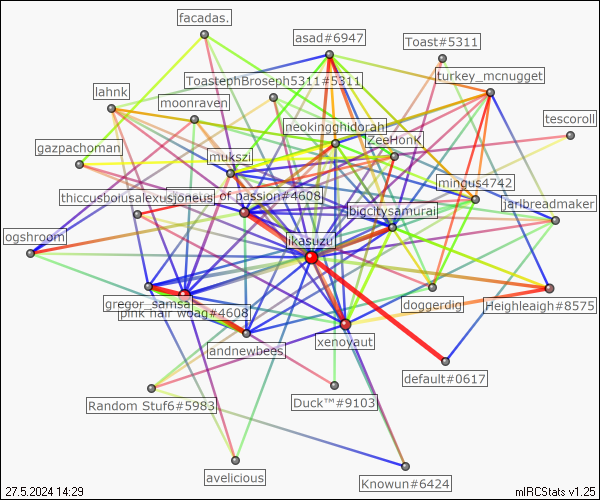 facadas.
asad#6947
Toast#5311
ToastephBroseph5311#5311
turkey_mcnugget
lahnk
moonraven
neokingghidorah
tescoroll
ZeeHonK
gazpachoman
mukszi
mingus4742
thiccusboiusalexusjoneus
of passion#4608
jaribreadmaker
bigcitysamurai
ogshroom
likasuzu
gregor_samsa
pink hair woag#4608
doggerdig
Heighleaigh#8575
andnewbees
xenoyaut
default#0617
Random Stuf6#5983
Duck™#9103
avelicious
Knowun#6424
27.5.2024 14:29
mIRCStats v1.25